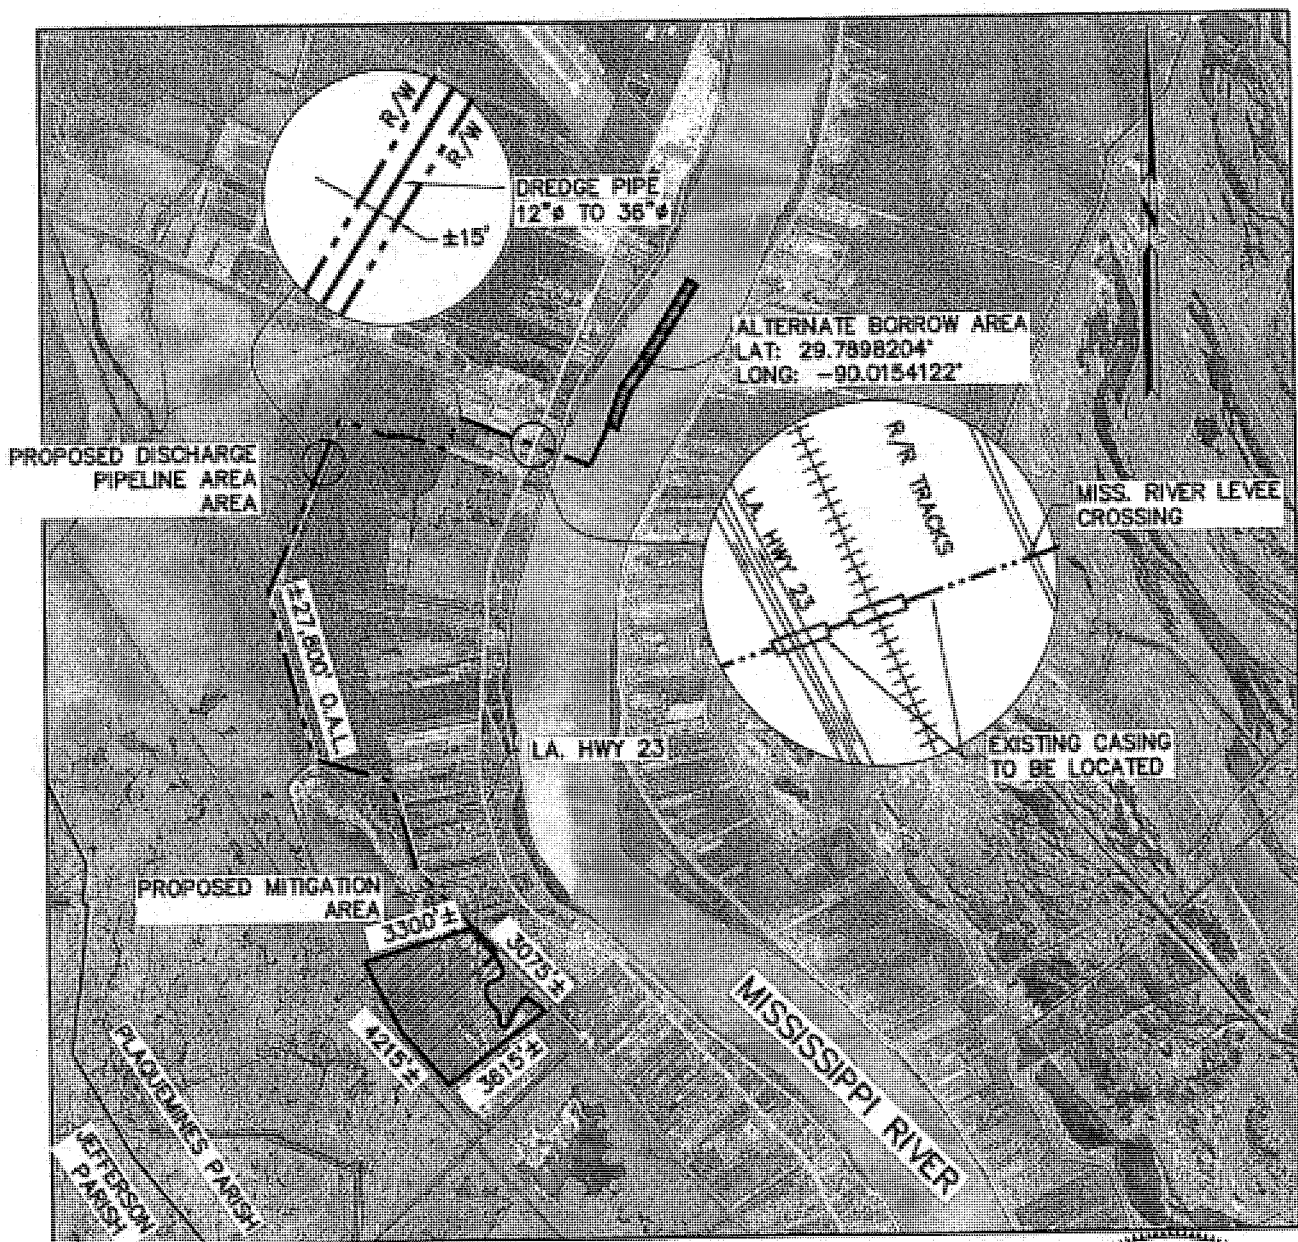 R/W
R/W
DREDGE PIPE
12"ø TO 36"ø
±15'
ALTERNATE BORROW AREA
LAT: 29.7898204°
LONG: -90.0154122°
PROPOSED DISCHARGE
PIPELINE AREA
AREA
R/R TRACKS
LA. HWY 23
MISS. RIVER LEVEE
CROSSING
±27,800' O.A.L.
LA. HWY 23
EXISTING CASING
TO BE LOCATED
PROPOSED MITIGATION
AREA
3300'±
3075'±
4215'±
3615'±
MISSISSIPPI RIVER
PLAQUEMINES PARISH
JEFFERSON
PARISH